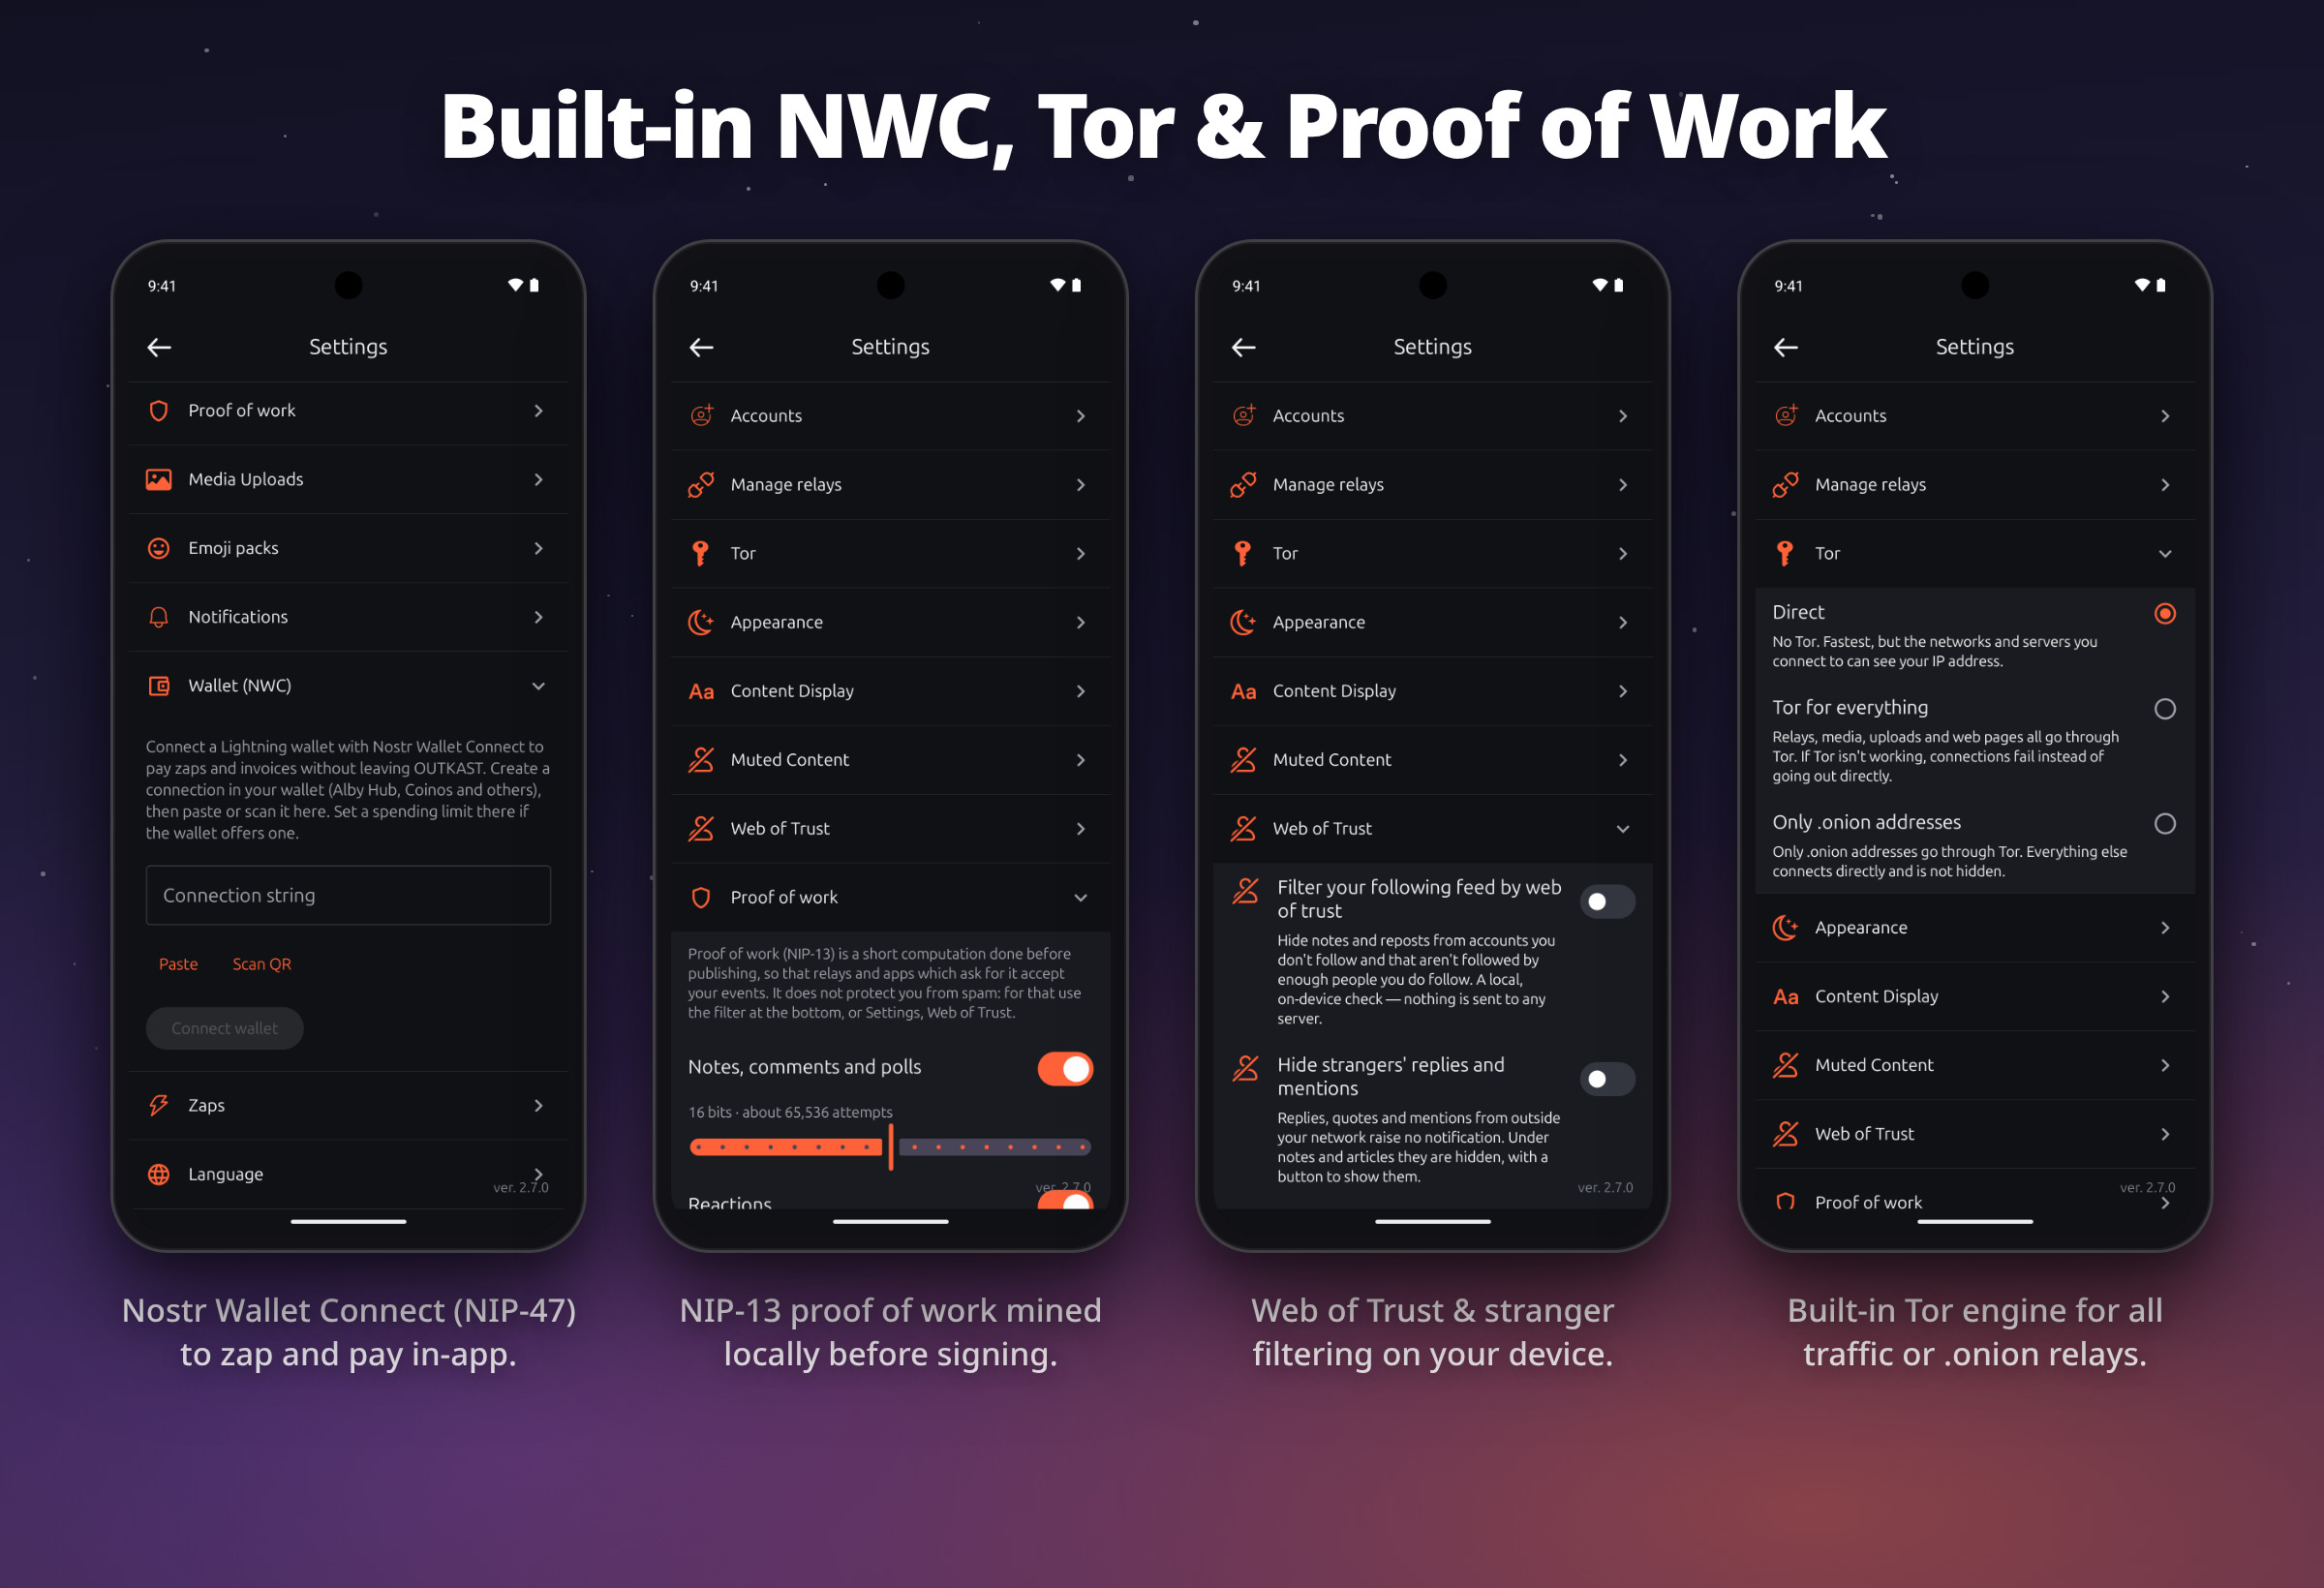 Built-in NWC, Tor & Proof of Work
9:41
Settings
Proof of work
Media Uploads
Emoji packs
Notifications
Wallet (NWC)
Connect a Lightning wallet with Nostr Wallet Connect to
pay zaps and invoices without leaving OUTKAST. Create a
connection in your wallet (Alby Hub, Coinos and others),
then paste or scan it here. Set a spending limit there if
the wallet offers one.
Connection string
Paste Scan QR
Connect wallet
Zaps
Language
ver. 2.7.0
Nostr Wallet Connect (NIP-47)
to zap and pay in-app.
9:41
Settings
Accounts
Manage relays
Tor
Appearance
Aa Content Display
Muted Content
Web of Trust
Proof of work
Proof of work (NIP-13) is a short computation done before
publishing, so that relays and apps which ask for it accept
your events. It does not protect you from spam: for that use
the filter at the bottom, or Settings, Web of Trust.
Notes, comments and polls
16 bits · about 65,536 attempts
ver. 2.7.0
Reactions
NIP-13 proof of work mined
locally before signing.
9:41
Settings
Accounts
Manage relays
Tor
Appearance
Aa Content Display
Muted Content
Web of Trust
Filter your following feed by web
of trust
Hide notes and reposts from accounts you
don't follow and that aren't followed by
enough people you do follow. A local,
on-device check — nothing is sent to any
server.
Hide strangers' replies and
mentions
Replies, quotes and mentions from outside
your network raise no notification. Under
notes and articles they are hidden, with a
button to show them.
ver. 2.7.0
Web of Trust & stranger
filtering on your device.
9:41
Settings
Accounts
Manage relays
Tor
Direct
No Tor. Fastest, but the networks and servers you
connect to can see your IP address.
Tor for everything
Relays, media, uploads and web pages all go through
Tor. If Tor isn't working, connections fail instead of
going out directly.
Only .onion addresses
Only .onion addresses go through Tor. Everything else
connects directly and is not hidden.
Appearance
Aa Content Display
Muted Content
Web of Trust
ver. 2.7.0
Proof of work
Built-in Tor engine for all
traffic or .onion relays.